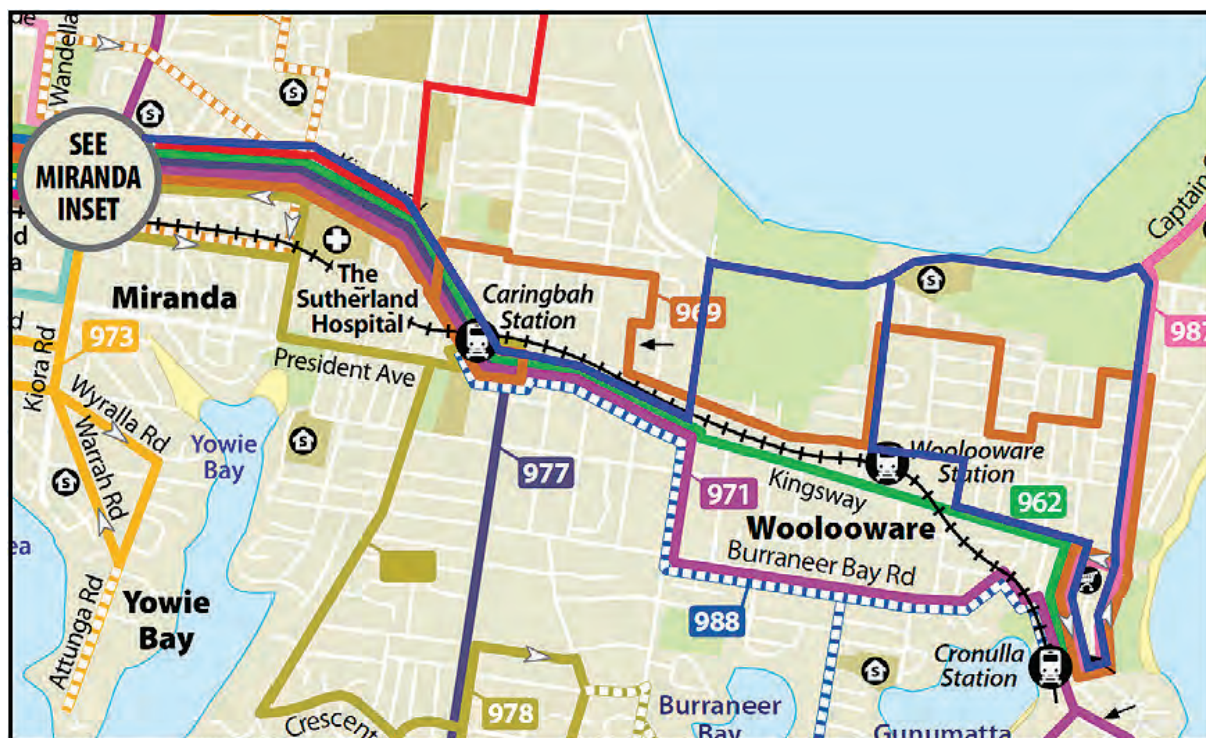 Wandella
SEE
MIRANDA
INSET
Captain
The
Sutherland
Hospital
Caringbah
Station
Miranda
969
987
973
President Ave
Kiora Rd
Wyralla Rd
Warrah Rd
Yowie
Bay
977
971
Woolooware
Station
Kingsway
962
Woolooware
Burraneer Bay Rd
Attunga Rd
Yowie
Bay
988
Cronulla
Station
978
Crescent
Burraneer
Bay
Gunumatta